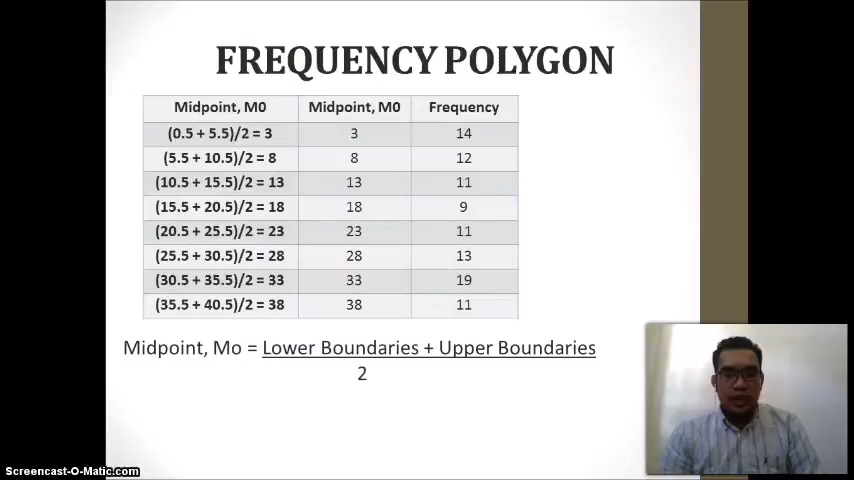 FREQUENCY POLYGON
Midpoint, M0 Midpoint, M0 Frequency
(0.5 + 5.5)/2 = 3 3 14
(5.5 + 10.5)/2 = 8 8 12
(10.5 + 15.5)/2 = 13 13 11
(15.5 + 20.5)/2 = 18 18 9
(20.5 + 25.5)/2 = 23 23 11
(25.5 + 30.5)/2 = 28 28 13
(30.5 + 35.5)/2 = 33 33 19
(35.5 + 40.5)/2 = 38 38 11
Midpoint, Mo = Lower Boundaries + Upper Boundaries
2
Screencast-O-Matic.com